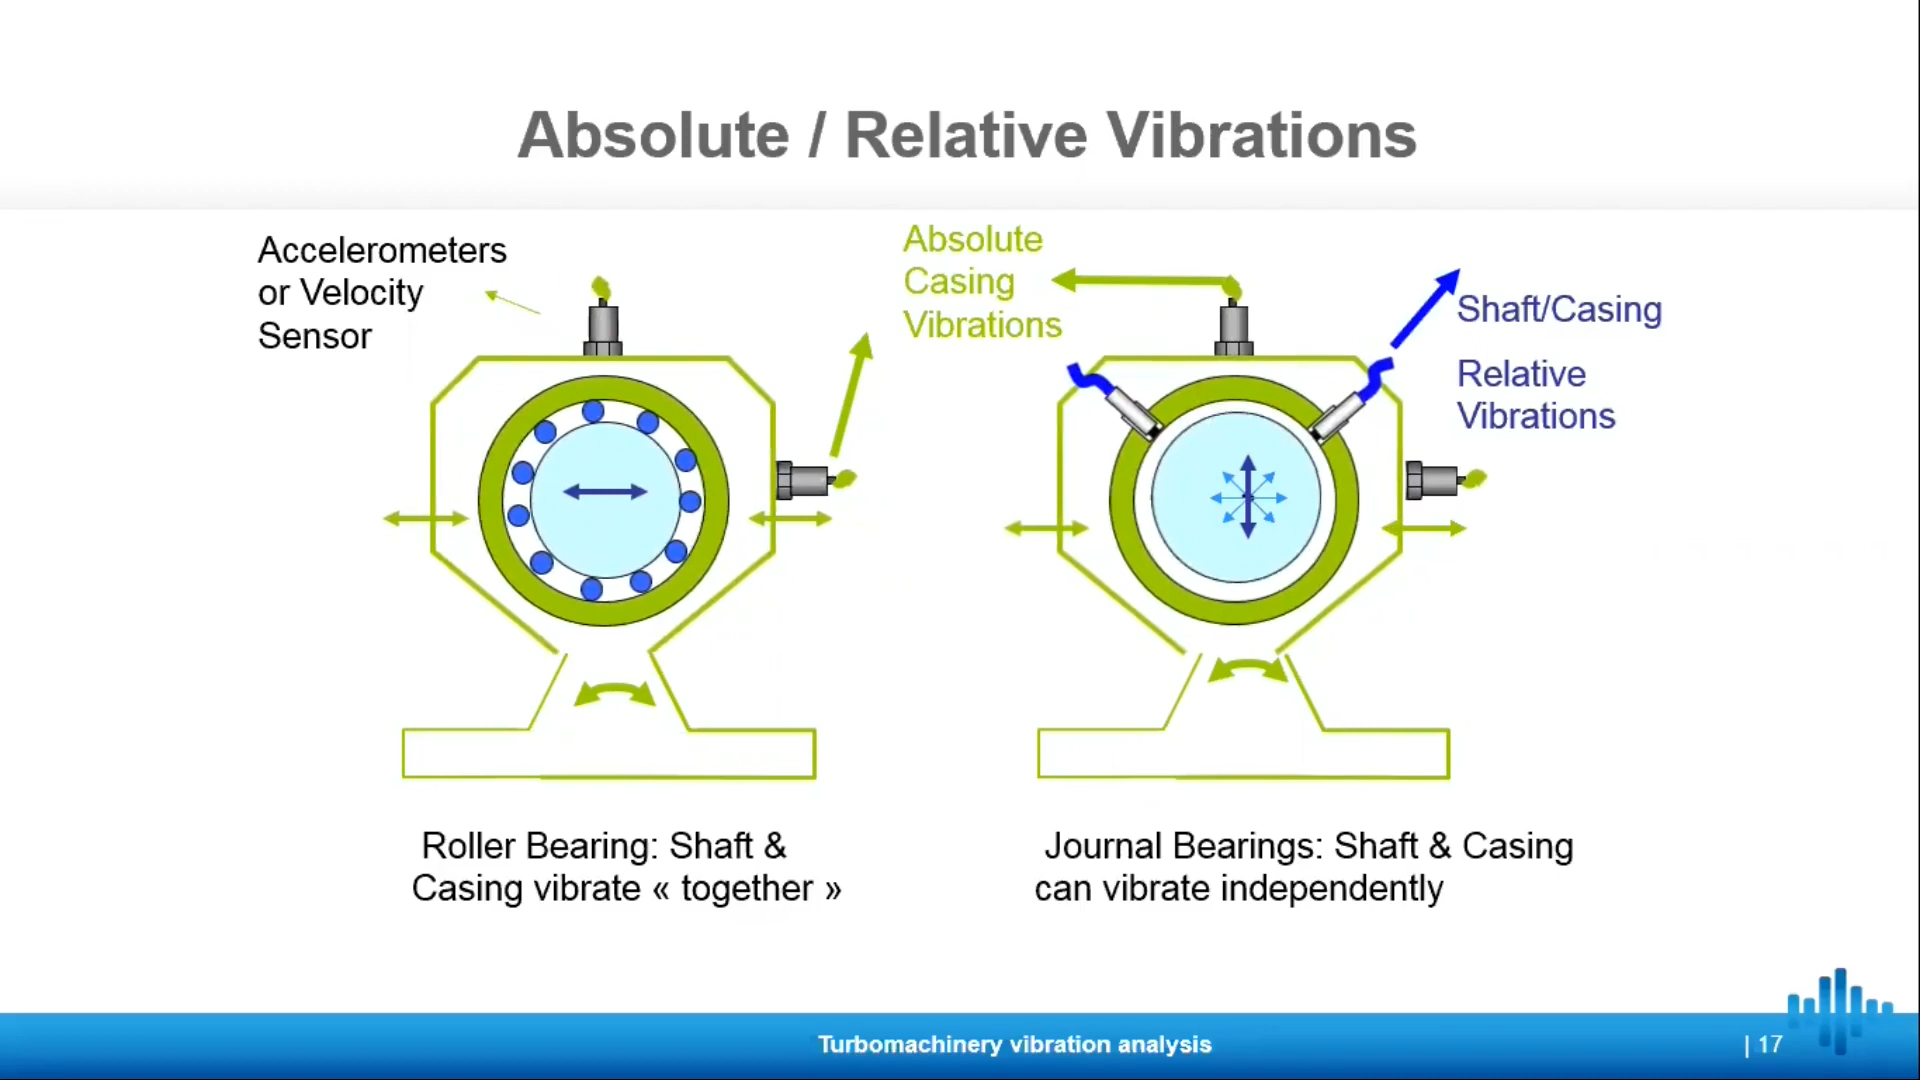 Absolute / Relative Vibrations
Accelerometers
or Velocity
Sensor
Absolute
Casing
Vibrations
Shaft/Casing
Relative
Vibrations
Roller Bearing: Shaft &
Casing vibrate « together »
Journal Bearings: Shaft & Casing
can vibrate independently
Turbomachinery vibration analysis
| 17